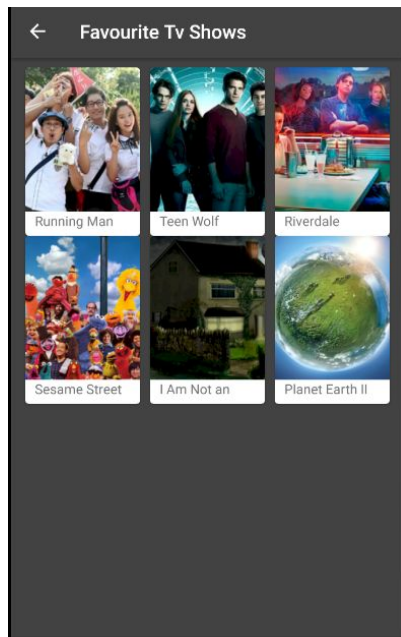 Favourite Tv Shows
Running Man
Teen Wolf
Riverdale
Sesame Street
I Am Not an
Planet Earth II